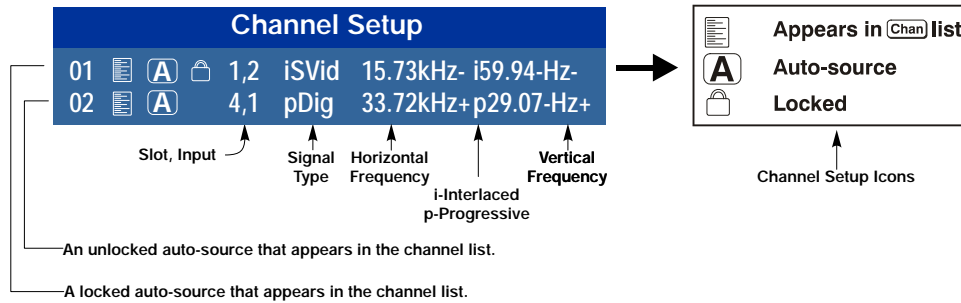 Channel Setup
01 A 1,2 iSVid 15.73kHz- i59.94-Hz-
02 A 4,1 pDig 33.72kHz+p29.07-Hz+
Slot, Input
Signal
Type
Horizontal
Frequency
i-Interlaced
p-Progressive
Vertical
Frequency
An unlocked auto-source that appears in the channel list.
A locked auto-source that appears in the channel list.
Appears in Chan list
A Auto-source
Locked
Channel Setup Icons